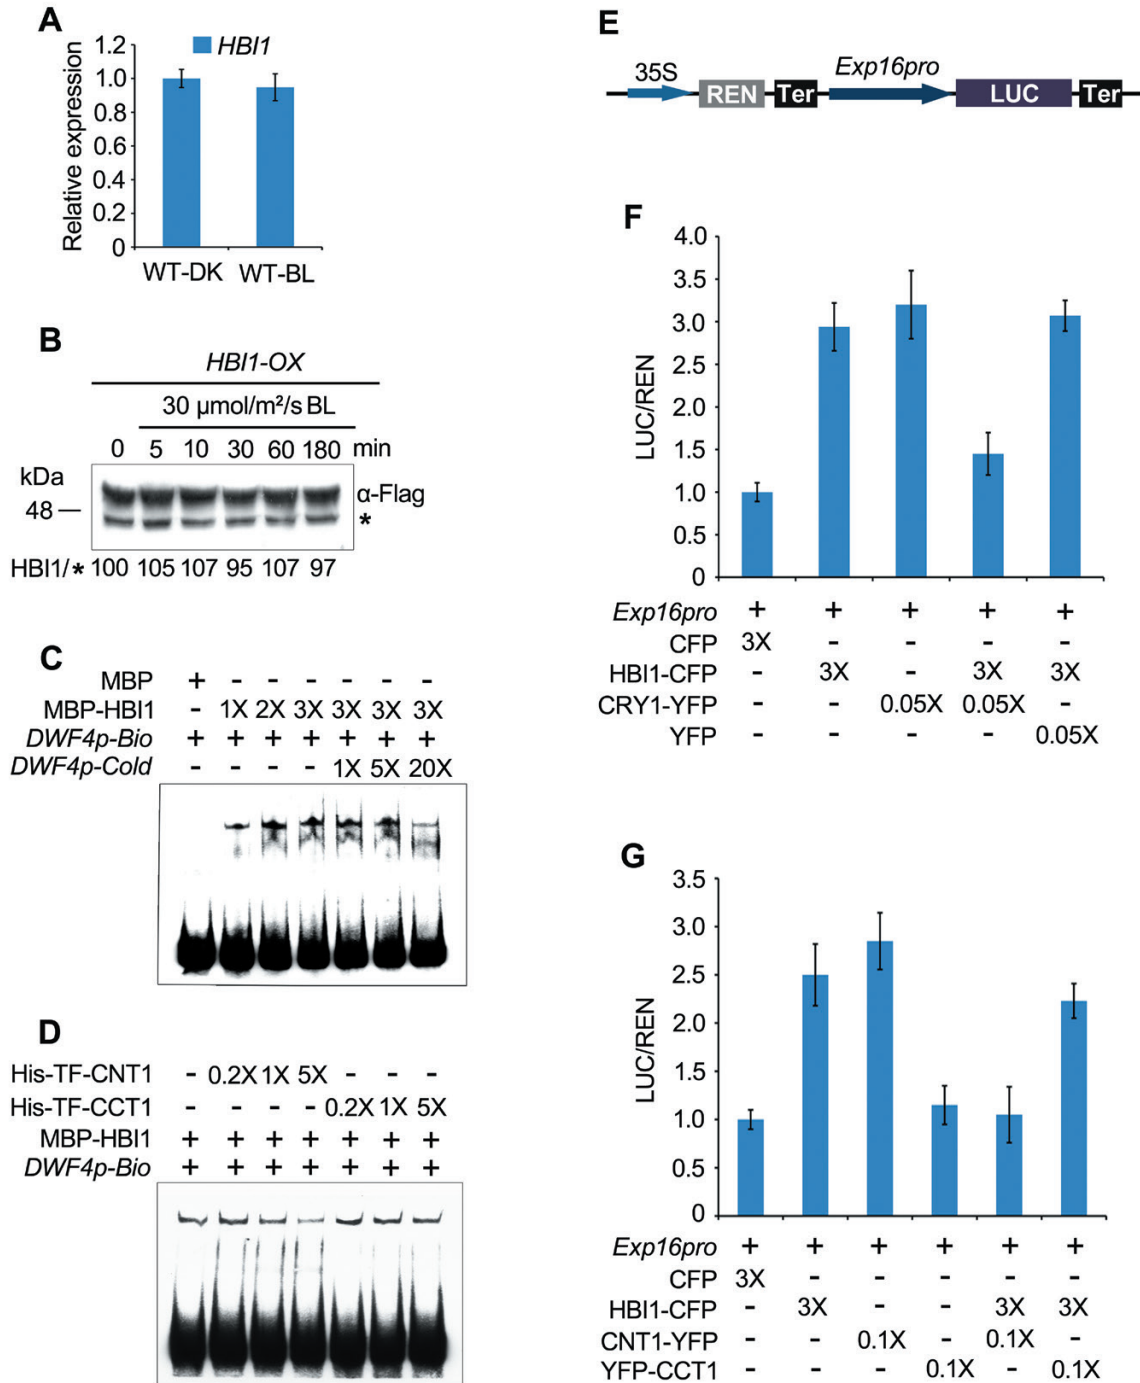 A
HBI1
Relative expression
1.2
1.0
0.8
0.6
0.4
0.2
0
WT-DK WT-BL
B
HBI1-OX
30 µmol/m²/s BL
0 5 10 30 60 180 min
kDa
48
α-Flag
*
HBI1/* 100 105 107 95 107 97
C
MBP + - - - - - -
MBP-HBI1 - 1X 2X 3X 3X 3X 3X
DWF4p-Bio + + + + + + +
DWF4p-Cold - - - - 1X 5X 20X
D
His-TF-CNT1 - 0.2X 1X 5X - - -
His-TF-CCT1 - - - - 0.2X 1X 5X
MBP-HBI1 + + + + + + +
DWF4p-Bio + + + + + + +
E
35S REN Ter Exp16pro LUC Ter
F
LUC/REN
4.0
3.5
3.0
2.5
2.0
1.5
1.0
0.5
0
Exp16pro + + + + +
CFP 3X - - - -
HBI1-CFP - 3X - 3X 3X
CRY1-YFP - - 0.05X 0.05X -
YFP - - - - 0.05X
G
LUC/REN
3.5
3.0
2.5
2.0
1.5
1.0
0.5
0
Exp16pro + + + + + +
CFP 3X - - - - -
HBI1-CFP - 3X - - 3X 3X
CNT1-YFP - - 0.1X - 0.1X -
YFP-CCT1 - - - 0.1X - 0.1X